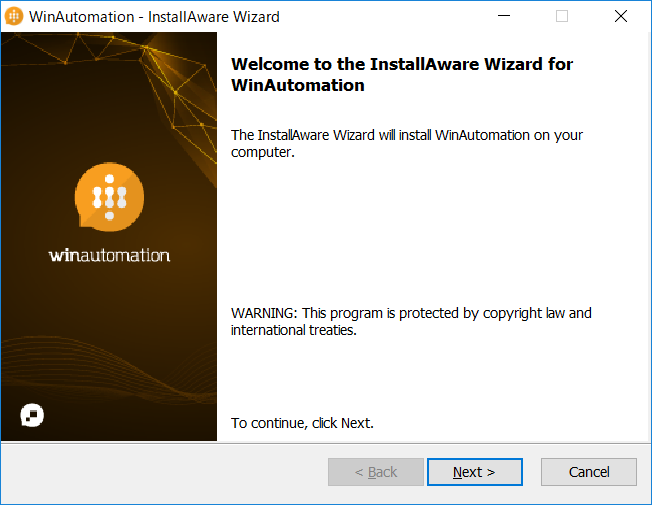 WinAutomation - InstallAware Wizard
Welcome to the InstallAware Wizard for
WinAutomation
The InstallAware Wizard will install WinAutomation on your
computer.
winautomation
WARNING: This program is protected by copyright law and
international treaties.
To continue, click Next.
< Back
Next >
Cancel